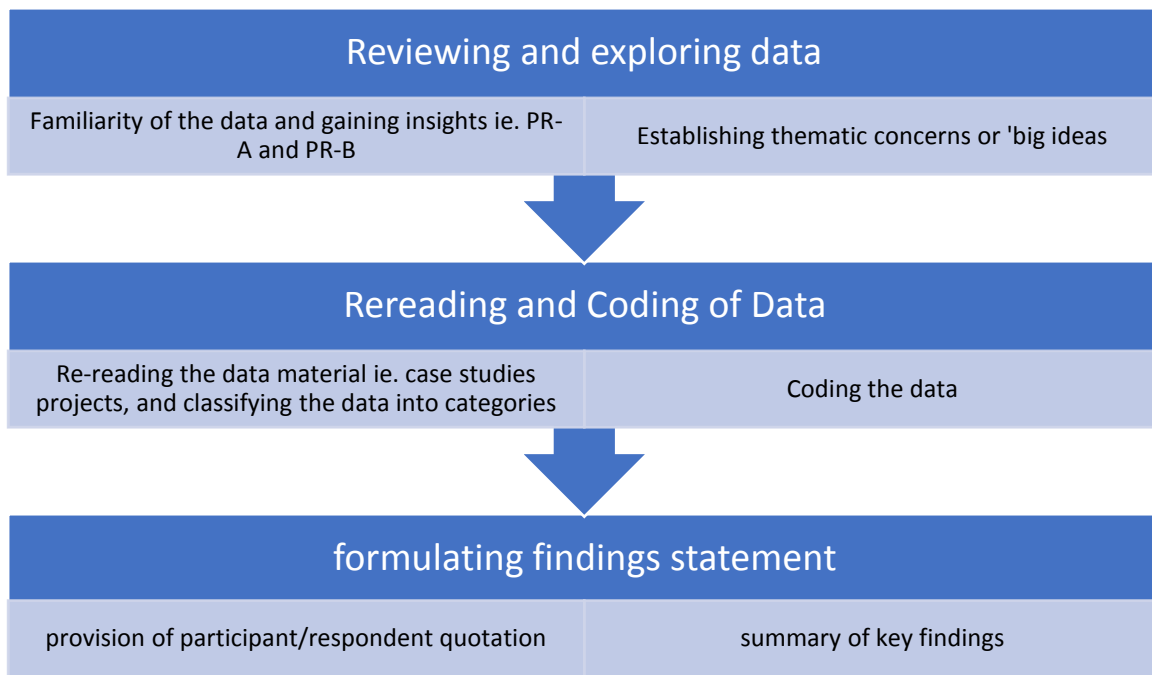 Reviewing and exploring data
Familiarity of the data and gaining insights ie. PR-
A and PR-B
Establishing thematic concerns or 'big ideas
Rereading and Coding of Data
Re-reading the data material ie. case studies
projects, and classifying the data into categories
Coding the data
formulating findings statement
provision of participant/respondent quotation
summary of key findings